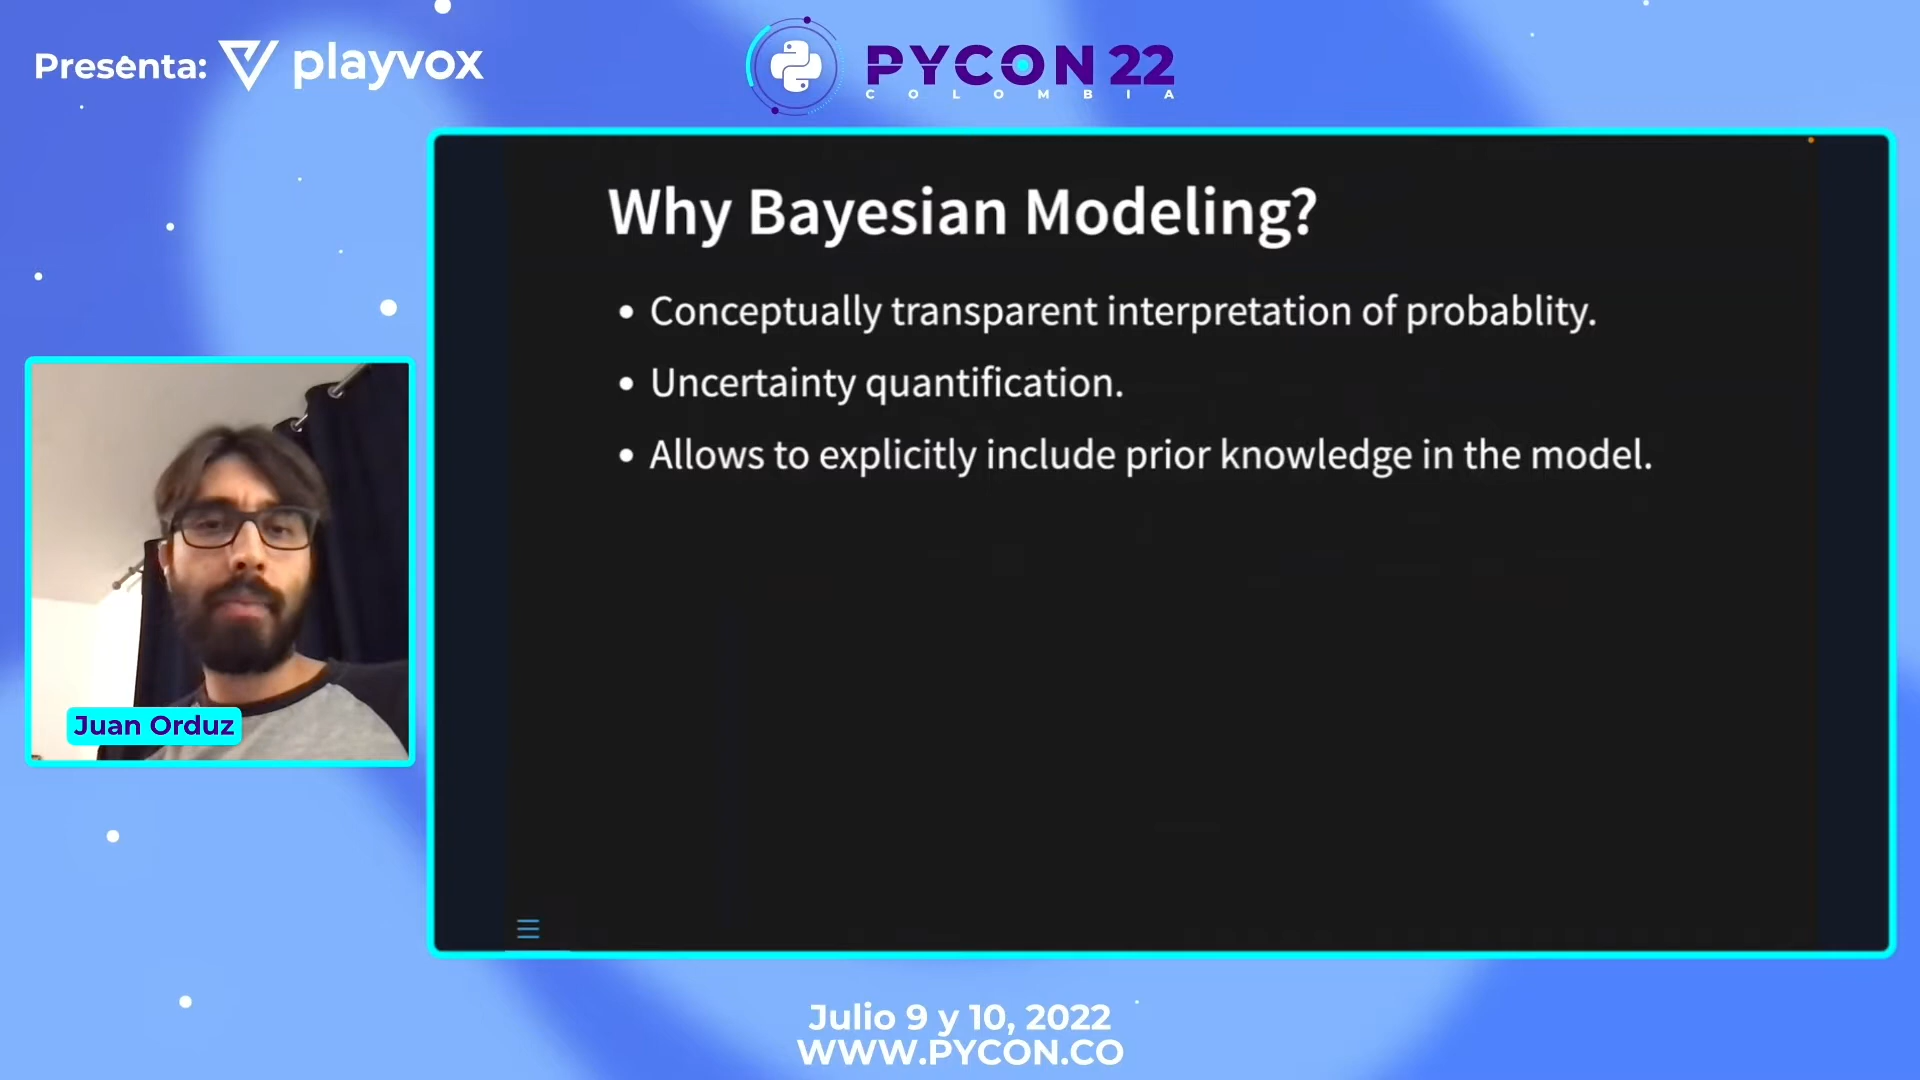 Presenta: playvox
PYCON 22
COLOMBIA
Why Bayesian Modeling?
• Conceptually transparent interpretation of probablity.
• Uncertainty quantification.
• Allows to explicitly include prior knowledge in the model.
Juan Orduz
Julio 9 y 10, 2022
WWW.PYCON.CO